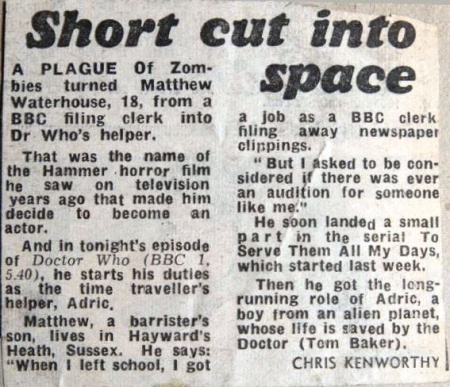 Short cut into
space
A PLAGUE Of Zom-
bies turned Matthew
Waterhouse, 18, from a
BBC filing clerk into
Dr Who's helper.
That was the name of
the Hammer horror film
he saw on television
years ago that made him
decide to become an
actor.
And in tonight's episode
of Doctor Who (BBC 1,
5.40), he starts his duties
as the time traveller's
helper, Adric.
Matthew, a barrister's
son, lives in Hayward's
Heath, Sussex. He says:
"When I left school, I got
a job as a BBC clerk
filing away newspaper
clippings.
"But I asked to be con-
sidered if there was ever
an audition for someone
like me."
He soon landed a small
part in the serial To
Serve Them All My Days,
which started last week.
Then he got the long-
running role of Adric, a
boy from an alien planet,
whose life is saved by the
Doctor (Tom Baker).
CHRIS KENWORTHY